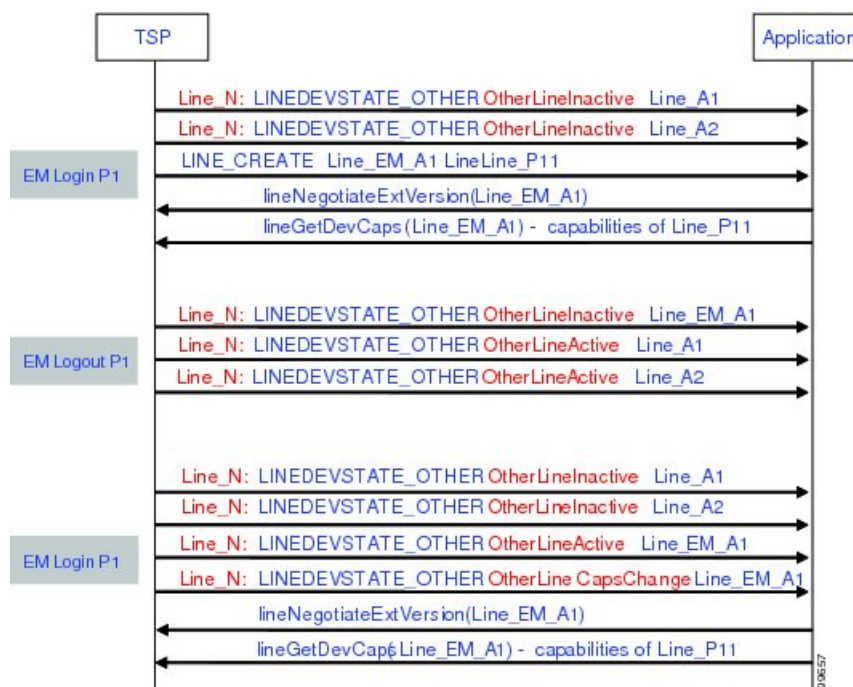 TSP
Application
Line_N: LINEDEVSTATE_OTHER OtherLineInactive Line_A1
Line_N: LINEDEVSTATE_OTHER OtherLineInactive Line_A2
EM Login P1
LINE_CREATE Line_EM_A1 LineLine_P11
lineNegotiateExtVersion(Line_EM_A1)
lineGetDevCaps(Line_EM_A1) - capabilities of Line_P11
Line_N: LINEDEVSTATE_OTHER OtherLineInactive Line_EM_A1
EM Logout P1
Line_N: LINEDEVSTATE_OTHER OtherLineActive Line_A1
Line_N: LINEDEVSTATE_OTHER OtherLineActive Line_A2
Line_N: LINEDEVSTATE_OTHER OtherLineInactive Line_A1
Line_N: LINEDEVSTATE_OTHER OtherLineInactive Line_A2
EM Login P1
Line_N: LINEDEVSTATE_OTHER OtherLineActive Line_EM_A1
Line_N: LINEDEVSTATE_OTHER OtherLine CapsChange Line_EM_A1
lineNegotiateExtVersion(Line_EM_A1)
lineGetDevCaps(Line_EM_A1) - capabilities of Line_P11